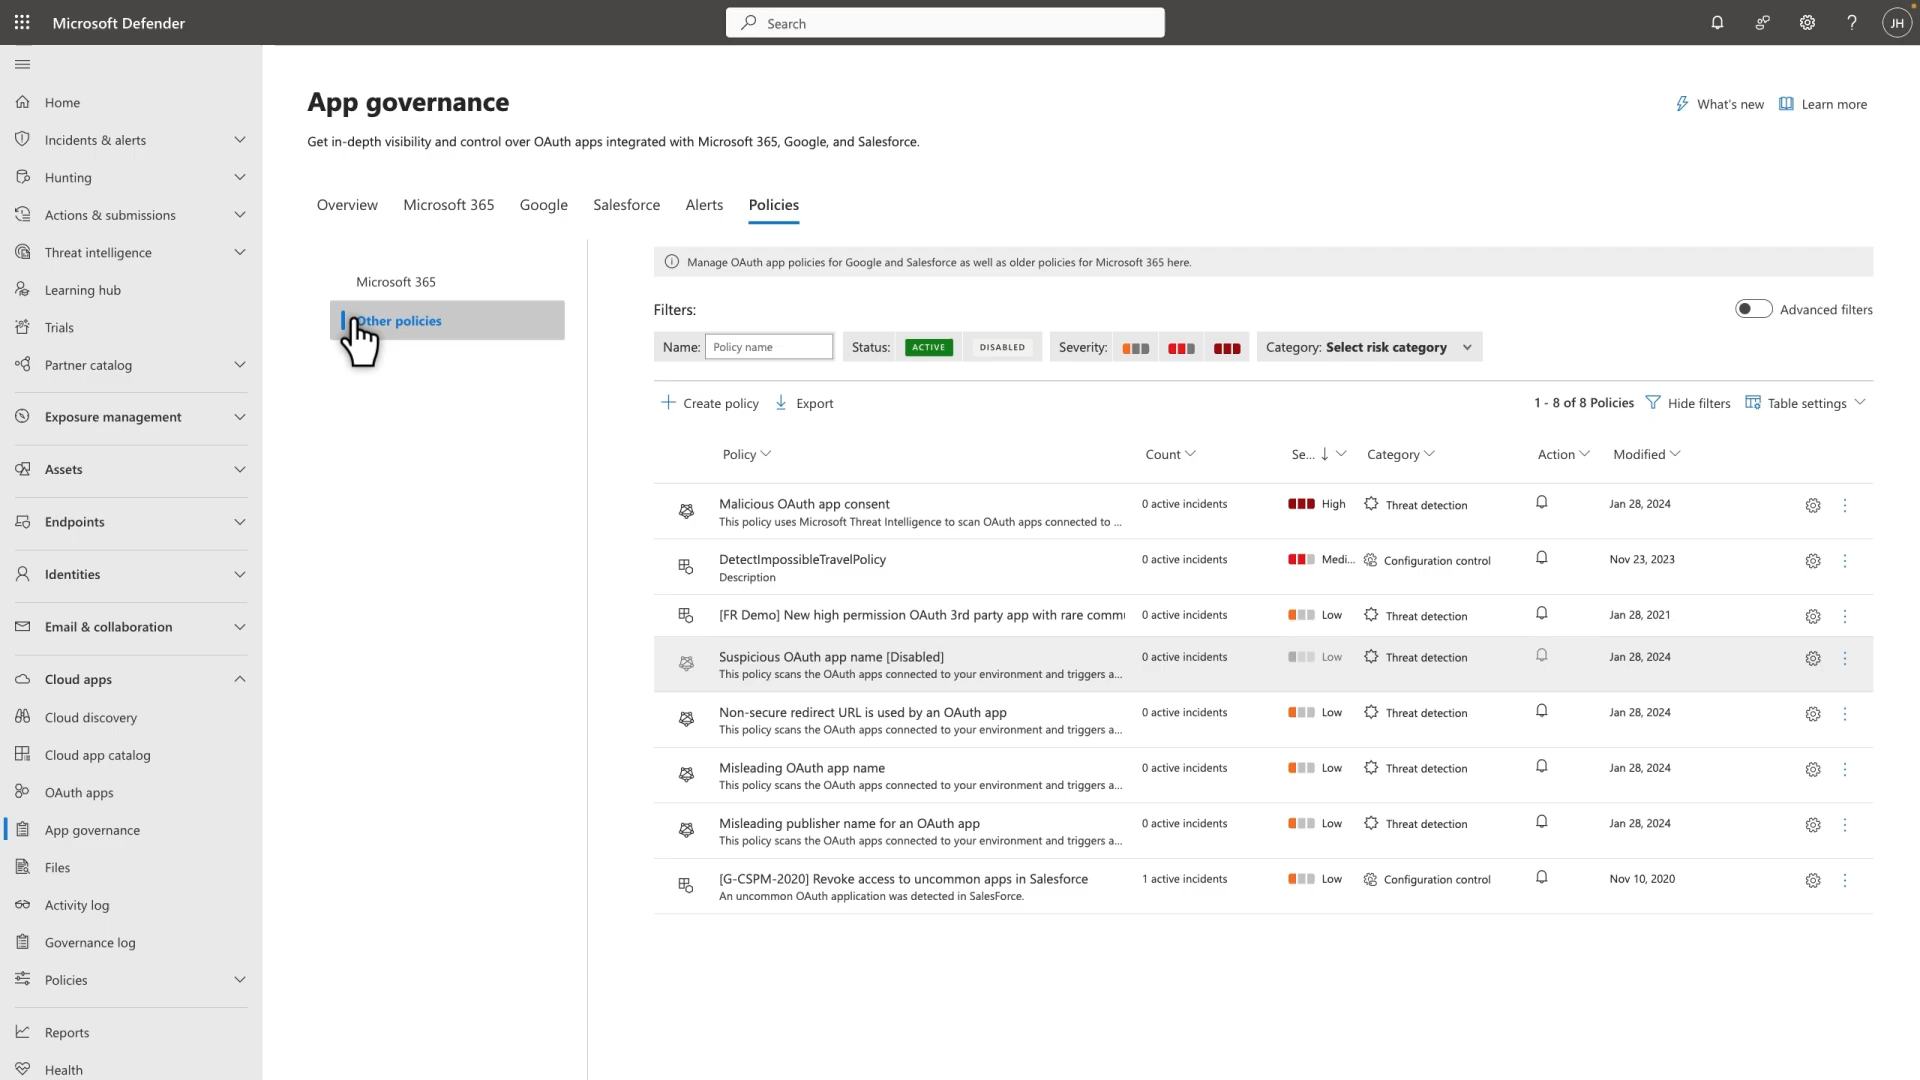 Microsoft Defender
Search
JH
Home
Incidents & alerts
Hunting
Actions & submissions
Threat intelligence
Learning hub
Trials
Partner catalog
Exposure management
Assets
Endpoints
Identities
Email & collaboration
Cloud apps
Cloud discovery
Cloud app catalog
OAuth apps
App governance
Files
Activity log
Governance log
Policies
Reports
Health
App governance
What's new
Learn more
Get in-depth visibility and control over OAuth apps integrated with Microsoft 365, Google, and Salesforce.
Overview Microsoft 365 Google Salesforce Alerts Policies
Microsoft 365
Other policies
Manage OAuth app policies for Google and Salesforce as well as older policies for Microsoft 365 here.
Filters:
Advanced filters
Name: Policy name Status: ACTIVE DISABLED Severity: Category: Select risk category
Create policy Export 1 - 8 of 8 Policies Hide filters Table settings
Policy Count Se... Category Action Modified
Malicious OAuth app consent 0 active incidents High Threat detection Jan 28, 2024
This policy uses Microsoft Threat Intelligence to scan OAuth apps connected to ...
DetectImpossibleTravelPolicy 0 active incidents Medi... Configuration control Nov 23, 2023
Description
[FR Demo] New high permission OAuth 3rd party app with rare commu 0 active incidents Low Threat detection Jan 28, 2021
Suspicious OAuth app name [Disabled] 0 active incidents Low Threat detection Jan 28, 2024
This policy scans the OAuth apps connected to your environment and triggers a...
Non-secure redirect URL is used by an OAuth app 0 active incidents Low Threat detection Jan 28, 2024
This policy scans the OAuth apps connected to your environment and triggers a...
Misleading OAuth app name 0 active incidents Low Threat detection Jan 28, 2024
This policy scans the OAuth apps connected to your environment and triggers a...
Misleading publisher name for an OAuth app 0 active incidents Low Threat detection Jan 28, 2024
This policy scans the OAuth apps connected to your environment and triggers a...
[G-CSPM-2020] Revoke access to uncommon apps in Salesforce 1 active incidents Low Configuration control Nov 10, 2020
An uncommon OAuth application was detected in SalesForce.